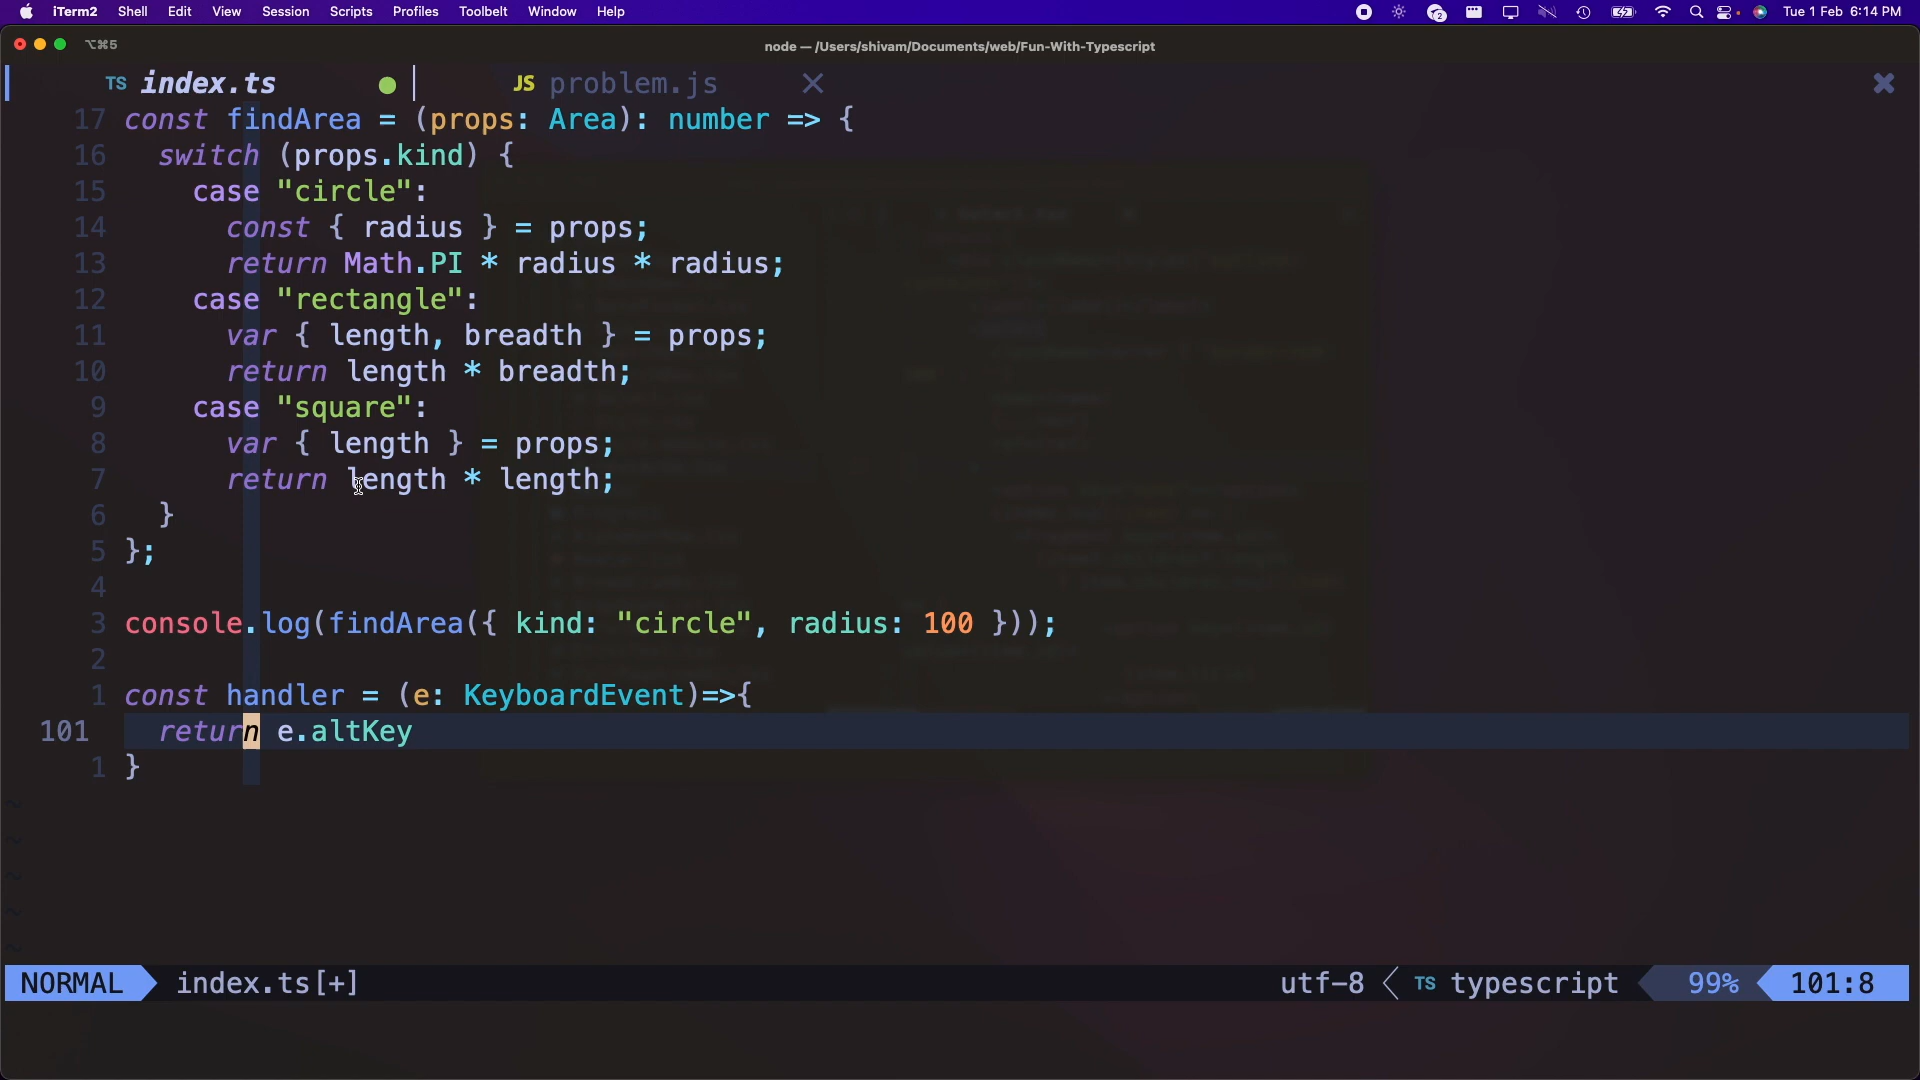 iTerm2 Shell Edit View Session Scripts Profiles Toolbelt Window Help 2 Tue 1 Feb 6:14 PM
⌥⌘5 node — /Users/shivam/Documents/web/Fun-With-Typescript
TS index.ts ● JS problem.js ✕ ✖
17 const findArea = (props: Area): number => {
16   switch (props.kind) {
15     case "circle":
14       const { radius } = props;
13       return Math.PI * radius * radius;
12     case "rectangle":
11       var { length, breadth } = props;
10       return length * breadth;
9     case "square":
8       var { length } = props;
7       return length * length;
6   }
5 };
4
3 console.log(findArea({ kind: "circle", radius: 100 }));
2
1 const handler = (e: KeyboardEvent)=>{
101   return e.altKey
1 }
~
~
~
~
~
NORMAL index.ts[+] utf-8 TS typescript 99% 101:8